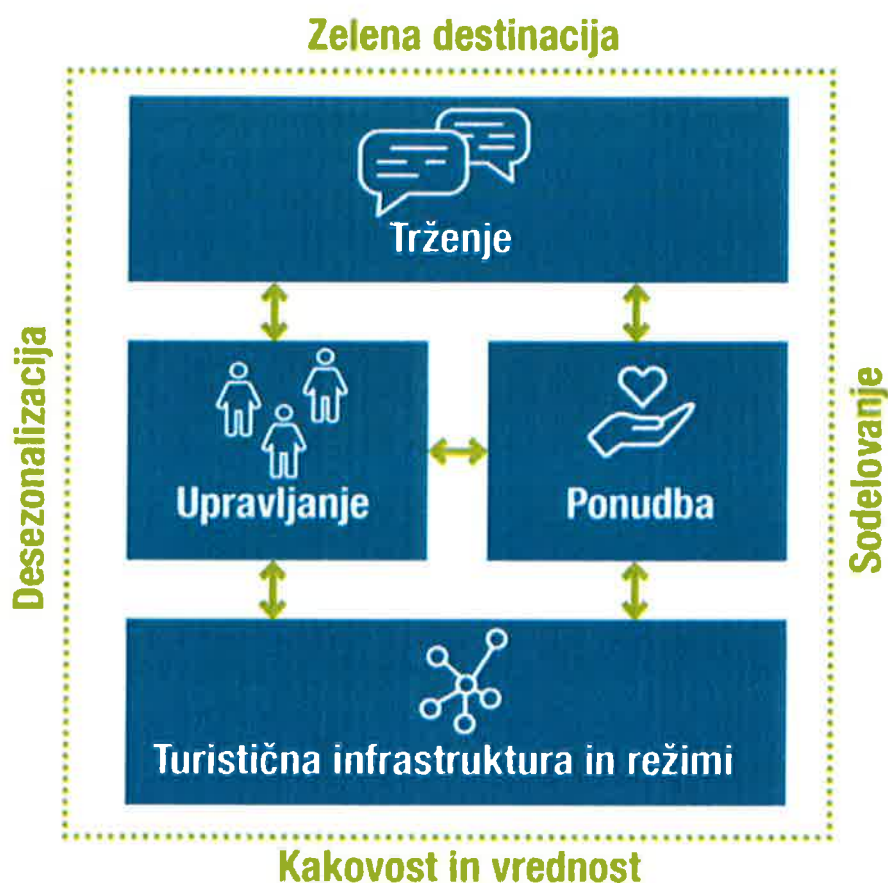 Zelena destinacija
Trženje
Desezonalizacija
Upravljanje
Ponudba
Sodelovanje
Turistična infrastruktura in režimi
Kakovost in vrednost